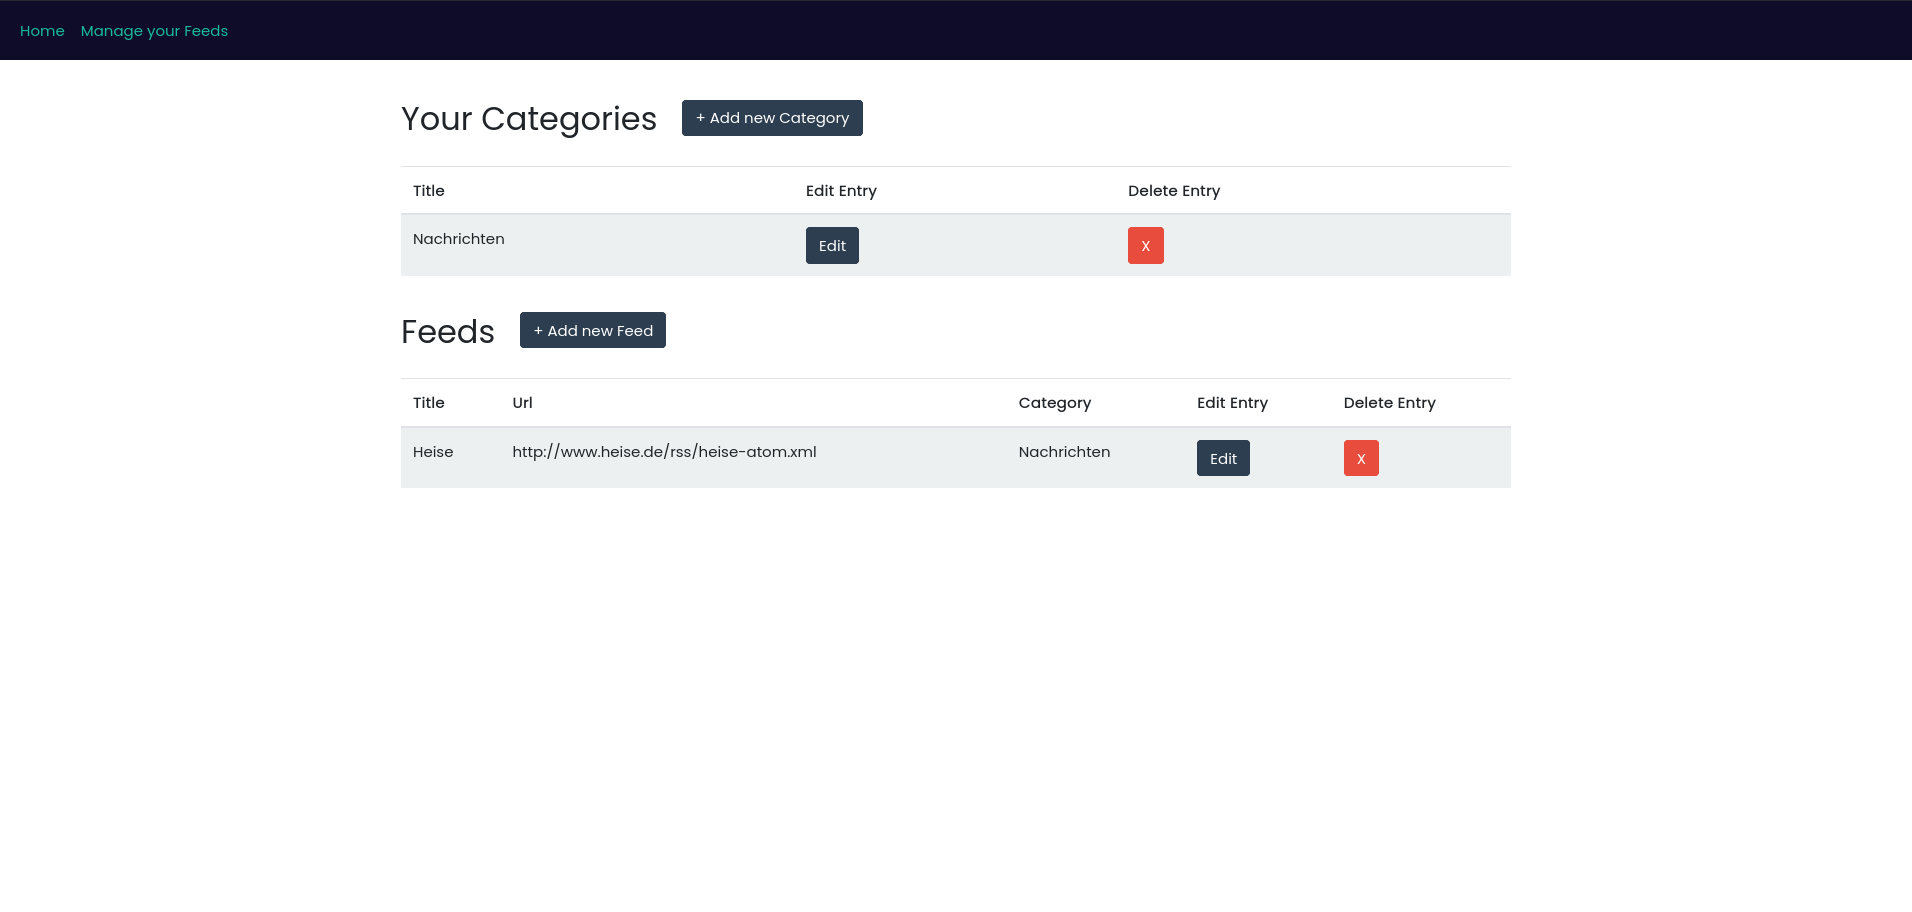 Home Manage your Feeds
Your Categories + Add new Category
Title Edit Entry Delete Entry
Nachrichten Edit X
Feeds + Add new Feed
Title Url Category Edit Entry Delete Entry
Heise http://www.heise.de/rss/heise-atom.xml Nachrichten Edit X